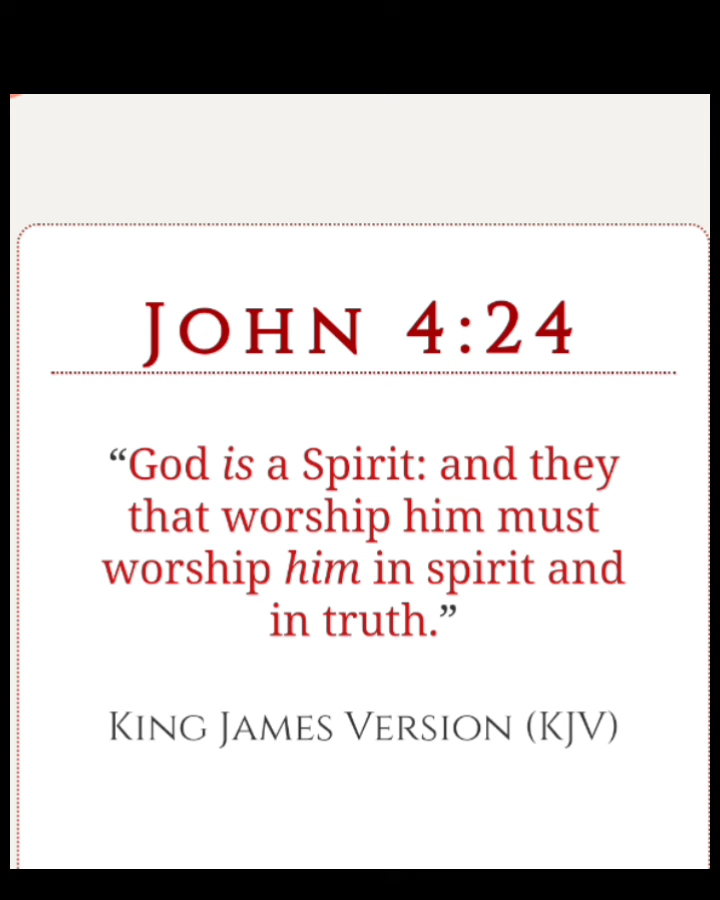 John 4:24
“God is a Spirit: and they
that worship him must
worship him in spirit and
in truth.”
King James Version (KJV)